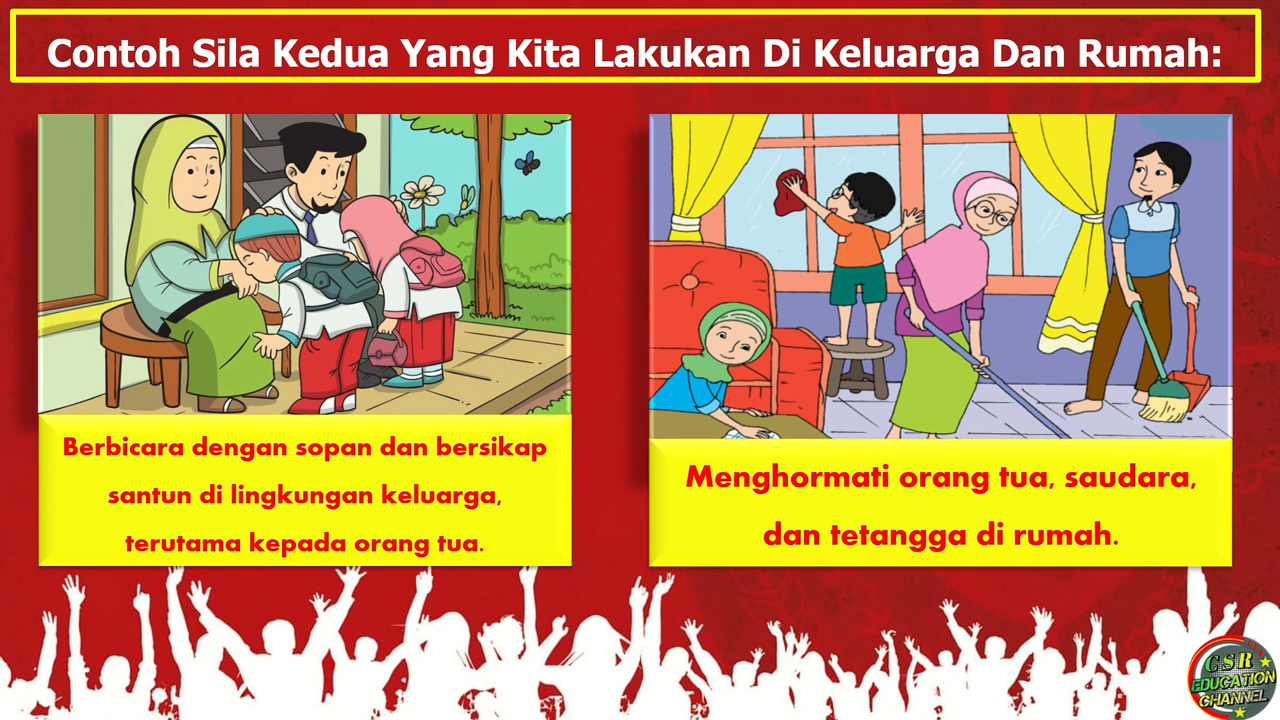 Contoh Sila Kedua Yang Kita Lakukan Di Keluarga Dan Rumah:
Berbicara dengan sopan dan bersikap
santun di lingkungan keluarga,
terutama kepada orang tua.
Menghormati orang tua, saudara,
dan tetangga di rumah.
CSR
EDUCATION
CHANNEL